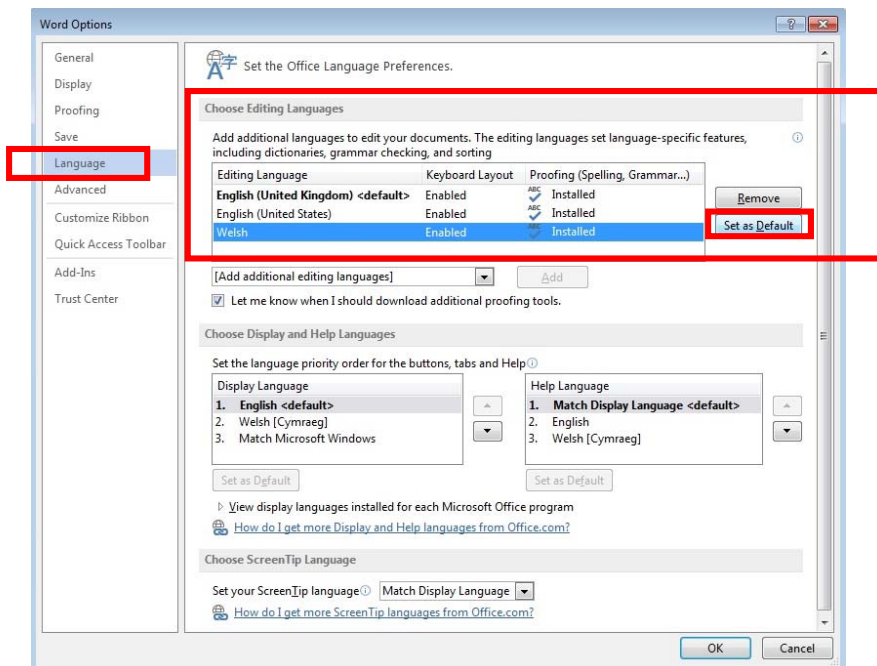 Word Options
General
Display
Proofing
Save
Language
Advanced
Customize Ribbon
Quick Access Toolbar
Add-Ins
Trust Center
Set the Office Language Preferences.
Choose Editing Languages
Add additional languages to edit your documents. The editing languages set language-specific features,
including dictionaries, grammar checking, and sorting
Editing Language Keyboard Layout Proofing (Spelling, Grammar...)
English (United Kingdom) <default> Enabled Installed
English (United States) Enabled Installed
Welsh Enabled Installed
Remove
Set as Default
[Add additional editing languages] Add
Let me know when I should download additional proofing tools.
Choose Display and Help Languages
Set the language priority order for the buttons, tabs and Help
Display Language
1. English <default>
2. Welsh [Cymraeg]
3. Match Microsoft Windows
Set as Default
Help Language
1. Match Display Language <default>
2. English
3. Welsh [Cymraeg]
Set as Default
View display languages installed for each Microsoft Office program
How do I get more Display and Help languages from Office.com?
Choose ScreenTip Language
Set your ScreenTip language Match Display Language
How do I get more ScreenTip languages from Office.com?
OK Cancel